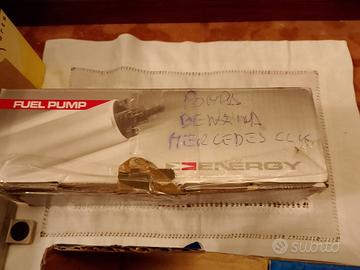 FUEL PUMP
POMPA
BENZINA
MERCEDES CLK
ENERGY
subito